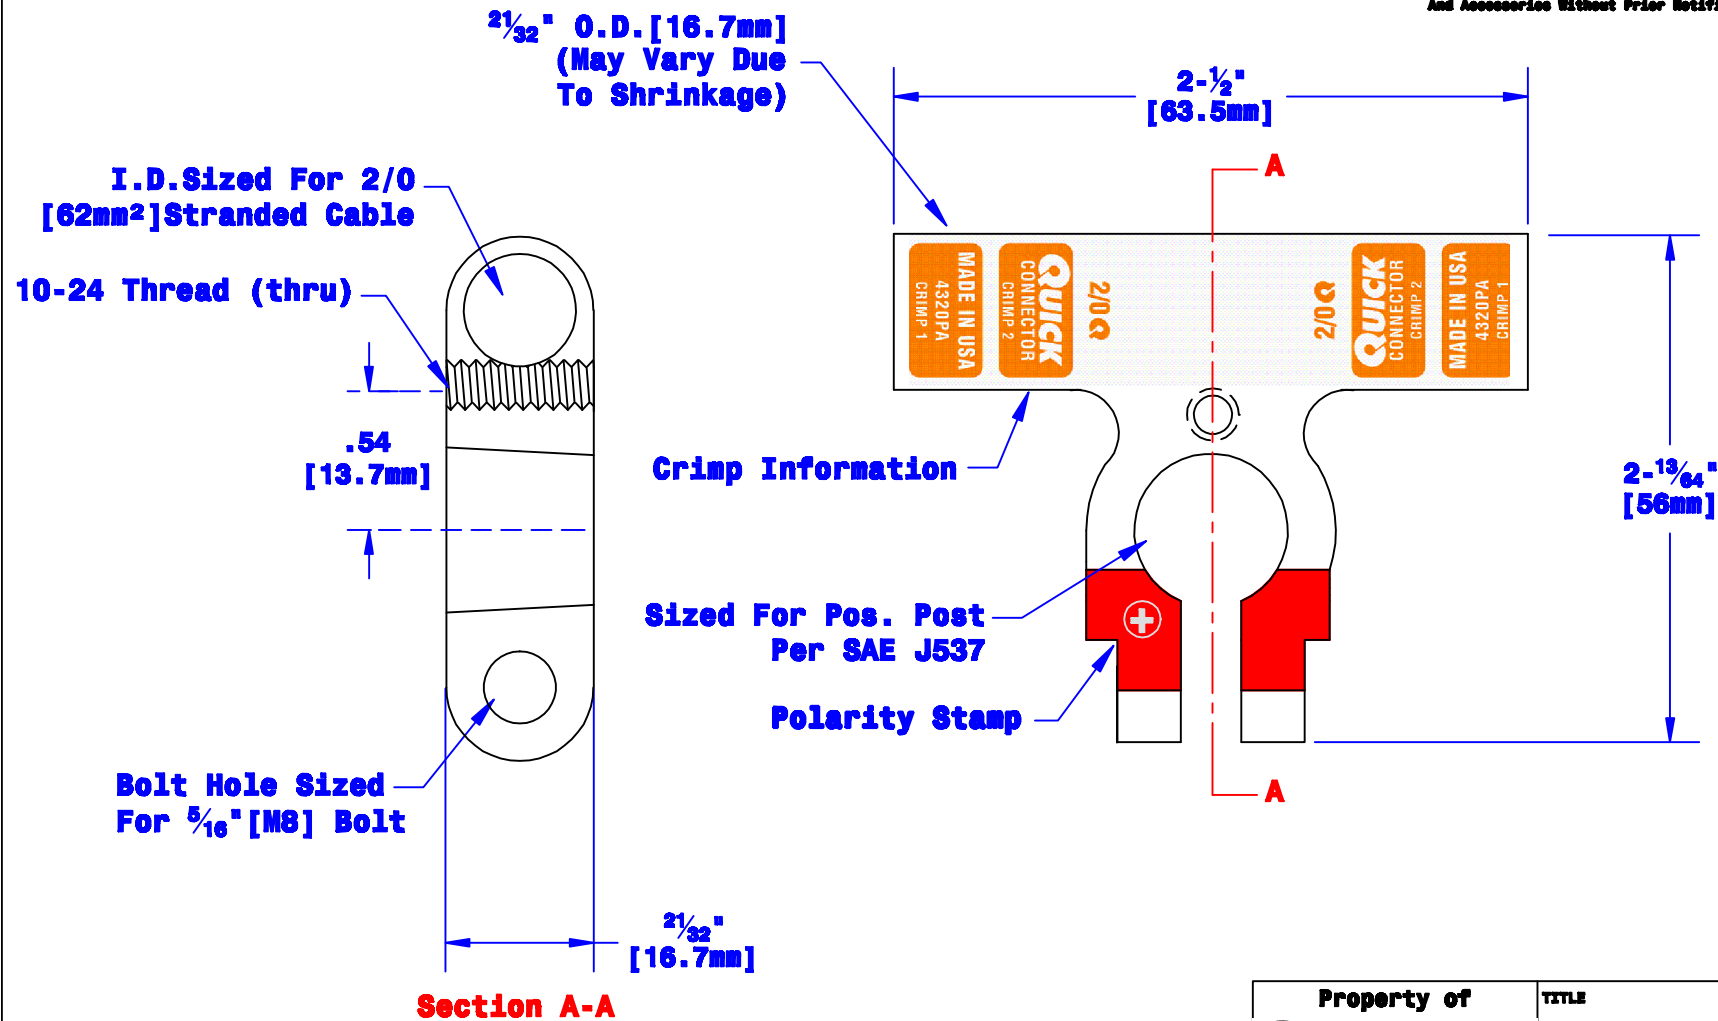 And Accessories Without Prior Notifi
21/32" O.D.[16.7mm]
(May Vary Due
To Shrinkage)
2-1/2"
[63.5mm]
A
I.D.Sized For 2/0
[62mm²]Stranded Cable
10-24 Thread (thru)
MADE IN USA
4320PA
CRIMP 1
QUICK
CONNECTOR
CRIMP 2
2/0Q
2/0Q
QUICK
CONNECTOR
CRIMP 2
MADE IN USA
4320PA
CRIMP 1
.54
[13.7mm]
Crimp Information
2-13/64"
[56mm]
Sized For Pos. Post
Per SAE J537
Polarity Stamp
Bolt Hole Sized
For 5/16"[M8] Bolt
A
21/32"
[16.7mm]
Section A-A
Property of
TITLE